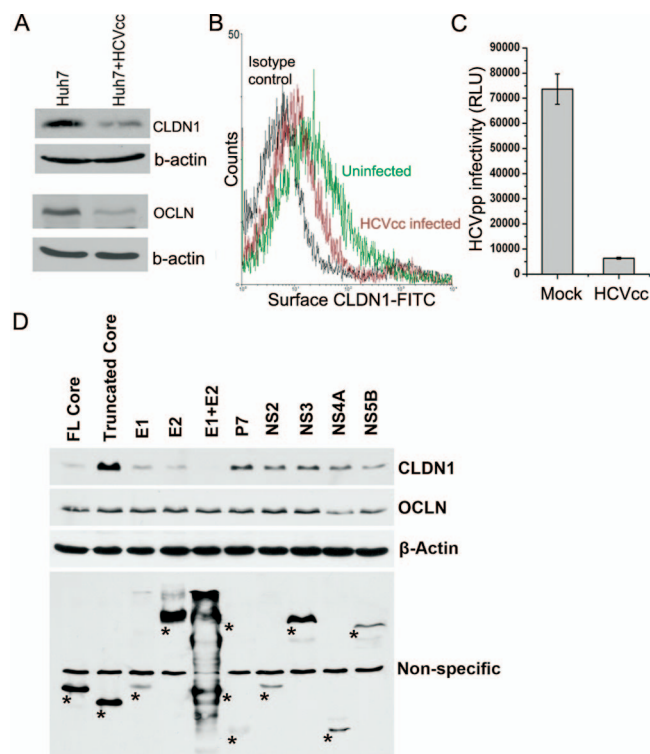 A
Huh7
Huh7+HCVcc
CLDN1
b-actin
OCLN
b-actin
B
50
Isotype control
Counts
Uninfected
HCVcc infected
Surface CLDN1-FITC
C
HCVpp infectivity (RLU)
90000
80000
70000
60000
50000
40000
30000
20000
10000
0
Mock
HCVcc
D
FL Core
Truncated Core
E1
E2
E1+E2
P7
NS2
NS3
NS4A
NS5B
CLDN1
OCLN
β-Actin
Non-specific
* * * * * * * * * * * *